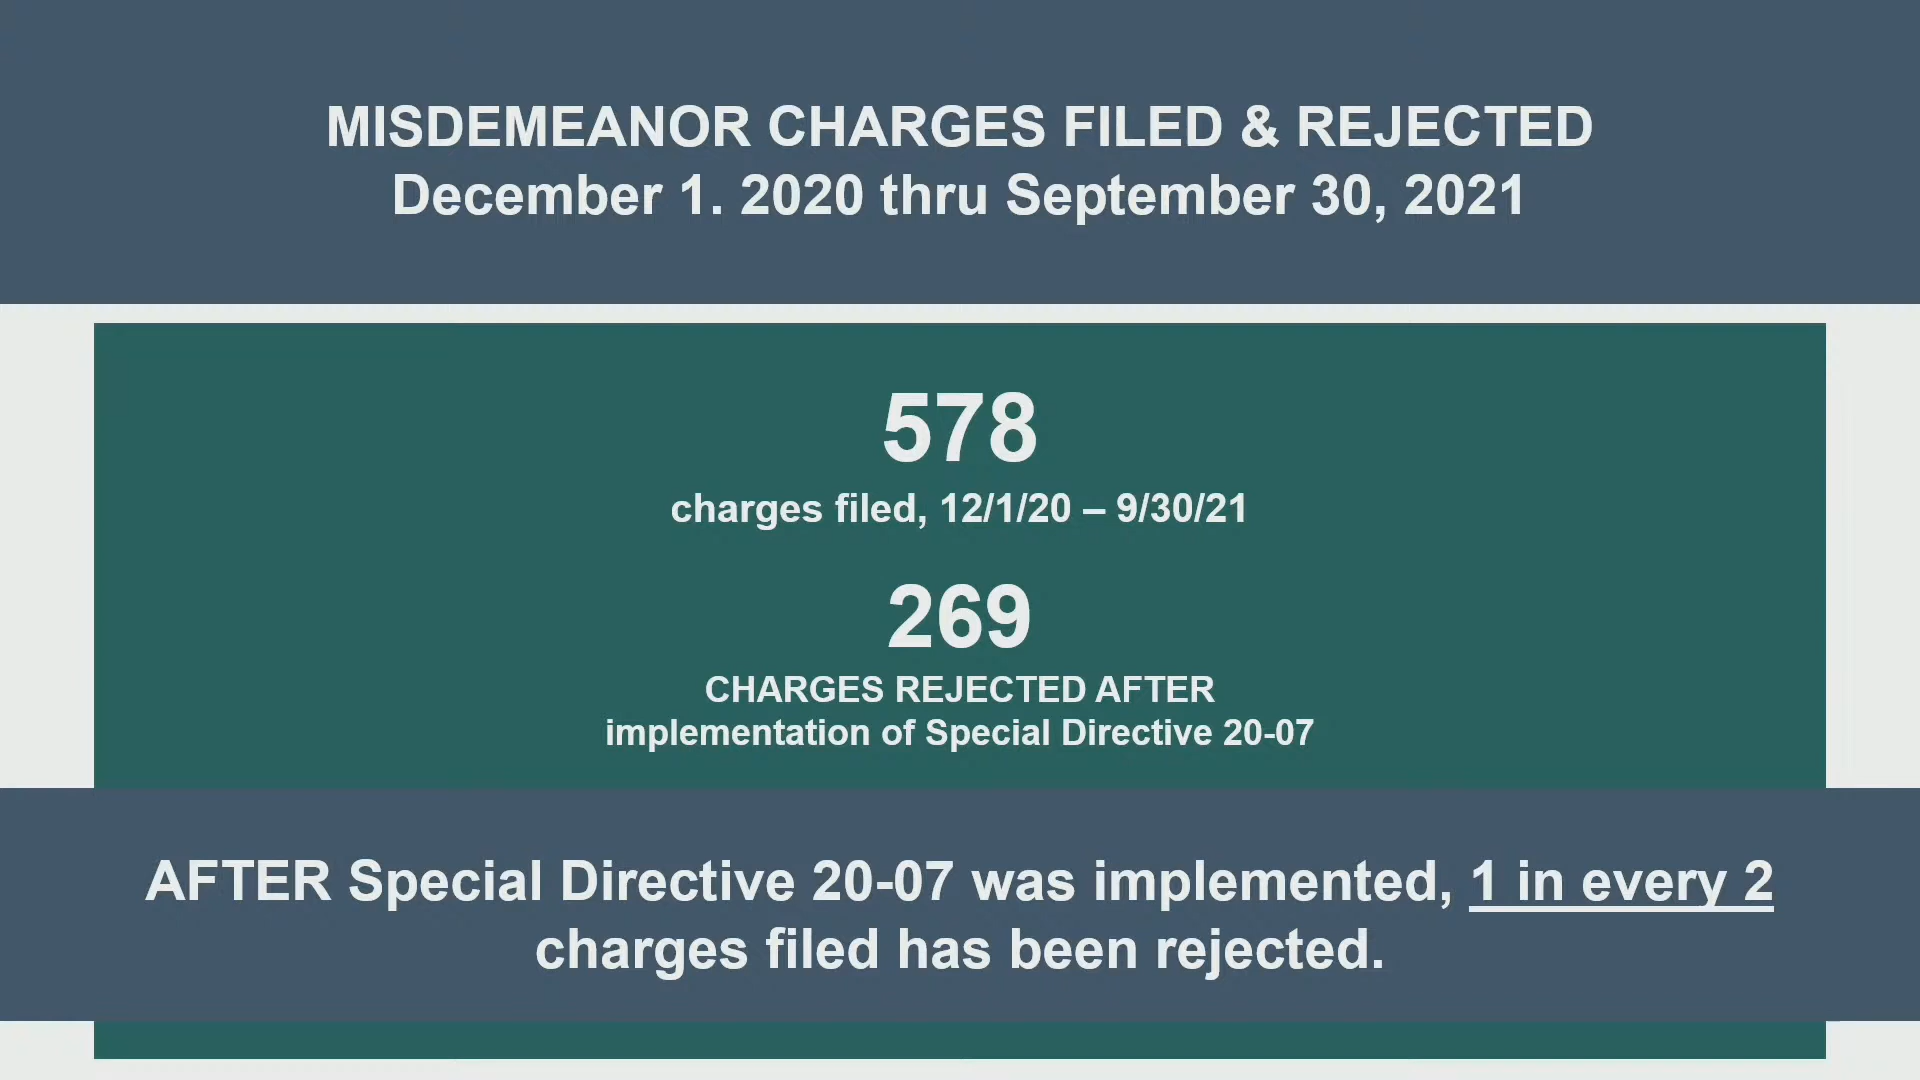 MISDEMEANOR CHARGES FILED & REJECTED
December 1. 2020 thru September 30, 2021
578
charges filed, 12/1/20 – 9/30/21
269
CHARGES REJECTED AFTER
implementation of Special Directive 20-07
AFTER Special Directive 20-07 was implemented, 1 in every 2
charges filed has been rejected.